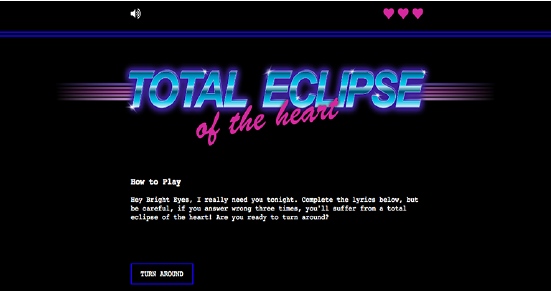 TOTAL ECLIPSE
of the heart
How to Play
Hey Bright Eyes, I really need you tonight. Complete the lyrics below, but
be careful, if you answer wrong three times, you'll suffer from a total
eclipse of the heart! Are you ready to turn around?
TURN AROUND